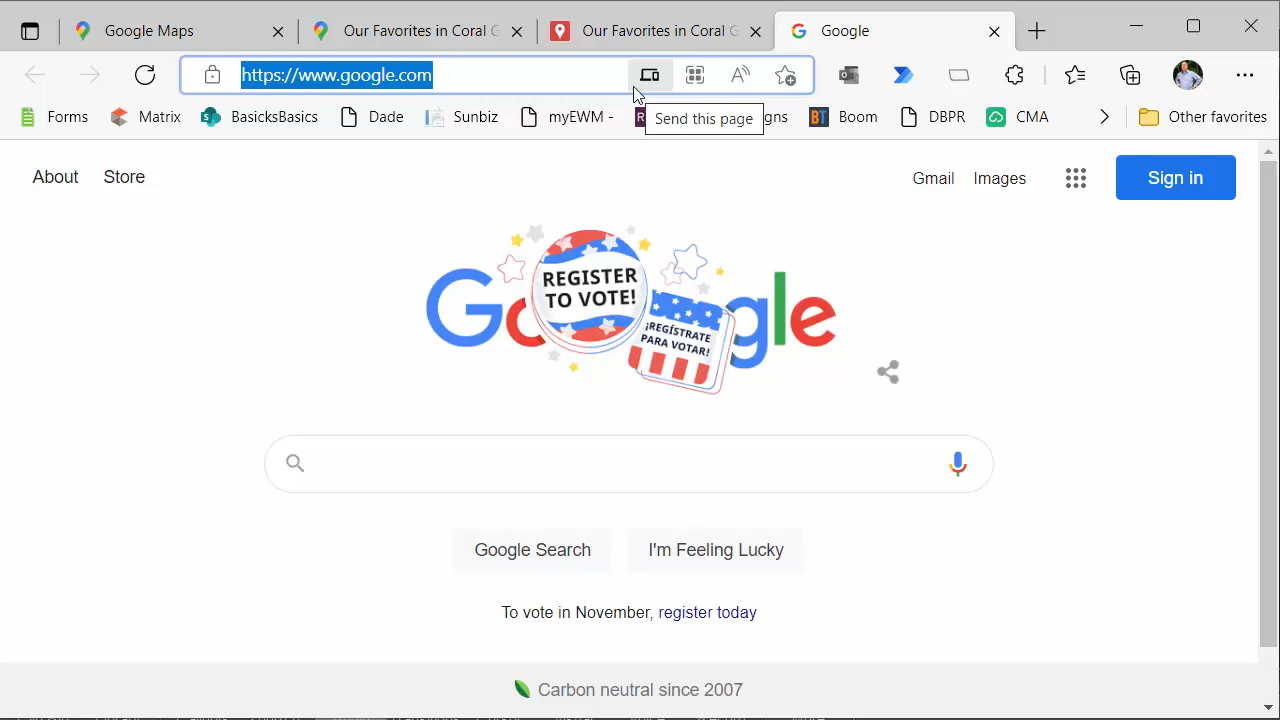 Google Maps
Our Favorites in Coral G
Our Favorites in Coral G
Google
https://www.google.com
Send this page
Forms
Matrix
BasicksBasics
Dade
Sunbiz
myEWM -
R
gns
BT
Boom
DBPR
CMA
Other favorites
About
Store
Gmail
Images
Sign in
Google
REGISTER
TO VOTE!
¡REGÍSTRATE
PARA VOTAR!
Google Search
I'm Feeling Lucky
To vote in November, register today
Carbon neutral since 2007